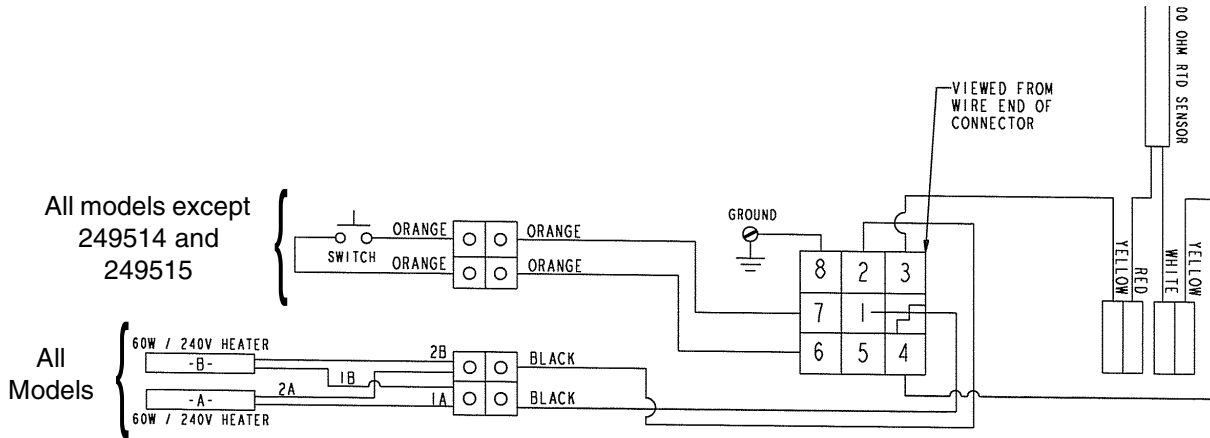 00 OHM RTD SENSOR
VIEWED FROM
WIRE END OF
CONNECTOR
All models except
249514 and
249515
SWITCH
ORANGE
ORANGE
ORANGE
ORANGE
GROUND
8 2 3
7 1
6 5 4
YELLOW
RED
WHITE
YELLOW
All
Models
60W / 240V HEATER
-B-
2B
1B
BLACK
2A
-A-
1A
BLACK
60W / 240V HEATER